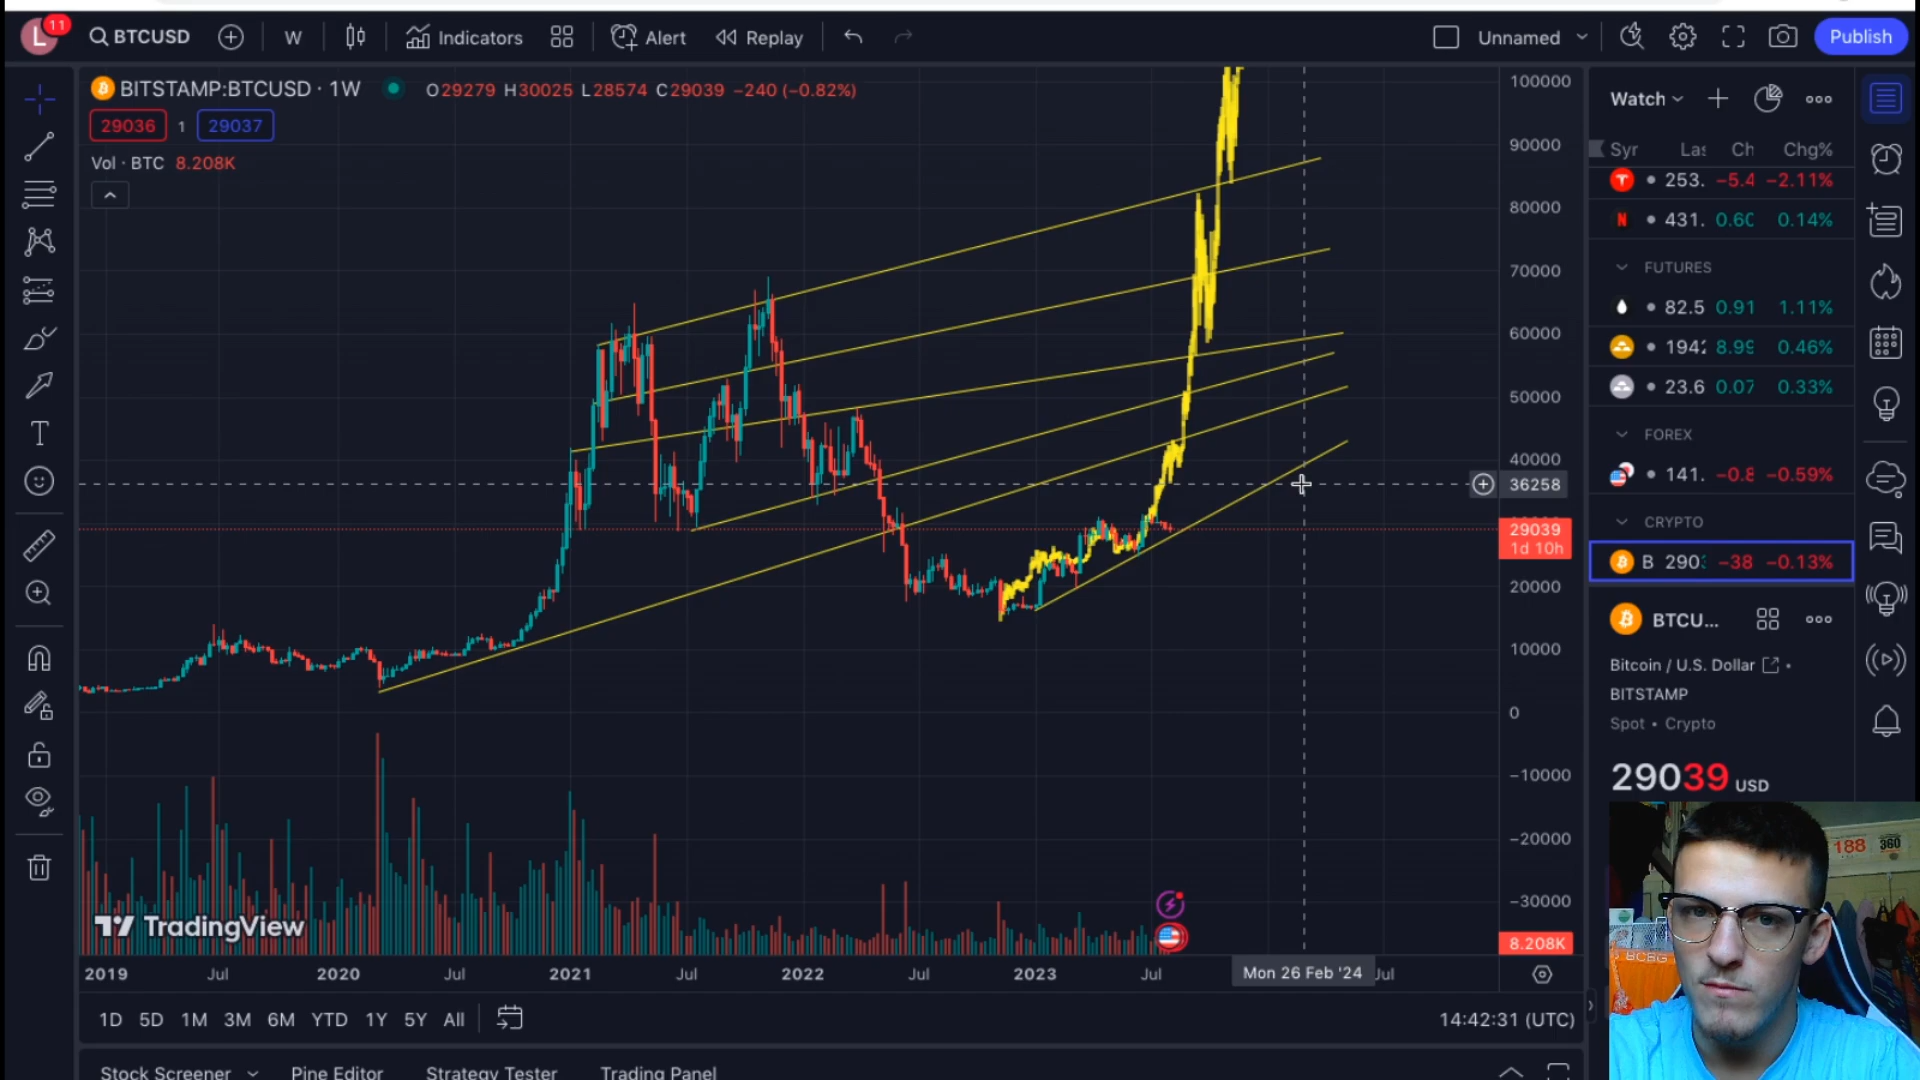 L 11 BTCUSD W Indicators Alert Replay Unnamed Publish
BITSTAMP:BTCUSD · 1W O29279 H30025 L28574 C29039 −240 (−0.82%)
29036 1 29037
Vol · BTC 8.208K
100000
90000
80000
70000
60000
50000
40000
36258
29039
1d 10h
20000
10000
0
−10000
−20000
−30000
8.208K
TradingView
2019 Jul 2020 Jul 2021 Jul 2022 Jul 2023 Jul Mon 26 Feb '24 Jul
1D 5D 1M 3M 6M YTD 1Y 5Y All 14:42:31 (UTC)
Stock Screener Pine Editor Strategy Tester Trading Panel
Watch
Syr Las Ch Chg%
T 253. −5.4 −2.11%
N 431. 0.60 0.14%
FUTURES
82.5 0.91 1.11%
1942 8.99 0.46%
23.6 0.07 0.33%
FOREX
141. −0.8 −0.59%
CRYPTO
B 290 −38 −0.13%
BTCU...
Bitcoin / U.S. Dollar
BITSTAMP
Spot • Crypto
29039 USD
188 360
BCBG